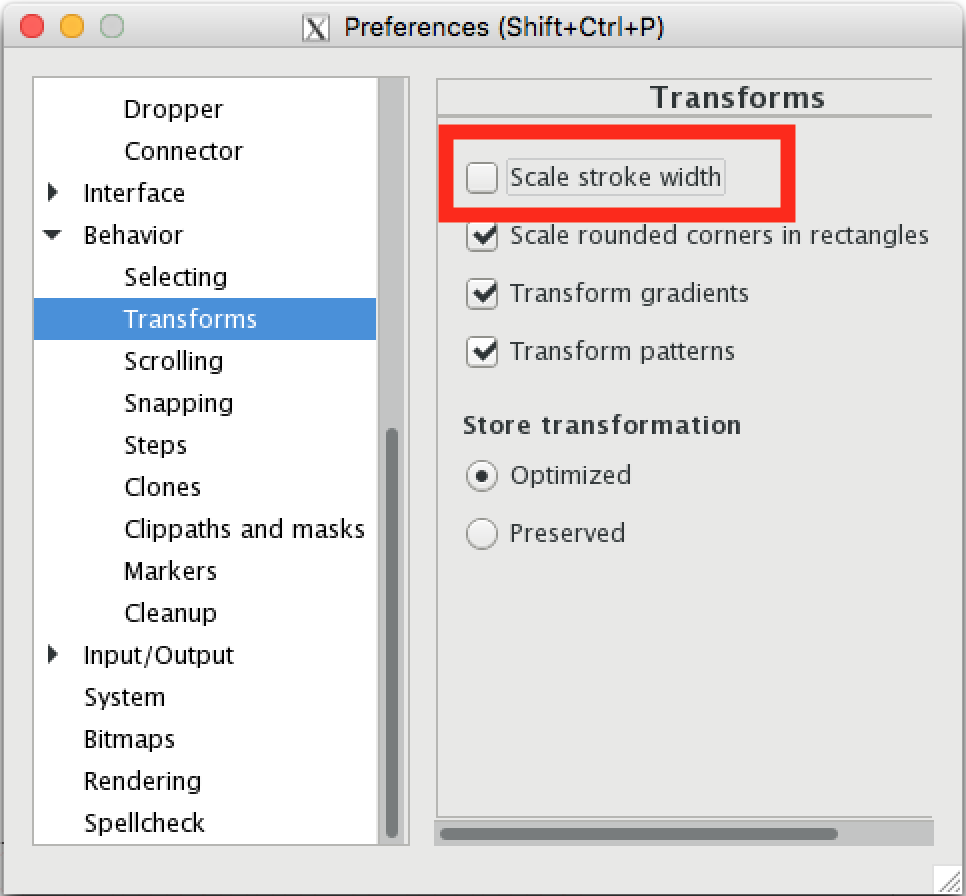 Preferences (Shift+Ctrl+P)
Dropper
Connector
Interface
Behavior
Selecting
Transforms
Scrolling
Snapping
Steps
Clones
Clippaths and masks
Markers
Cleanup
Input/Output
System
Bitmaps
Rendering
Spellcheck
Transforms
Scale stroke width
Scale rounded corners in rectangles
Transform gradients
Transform patterns
Store transformation
Optimized
Preserved